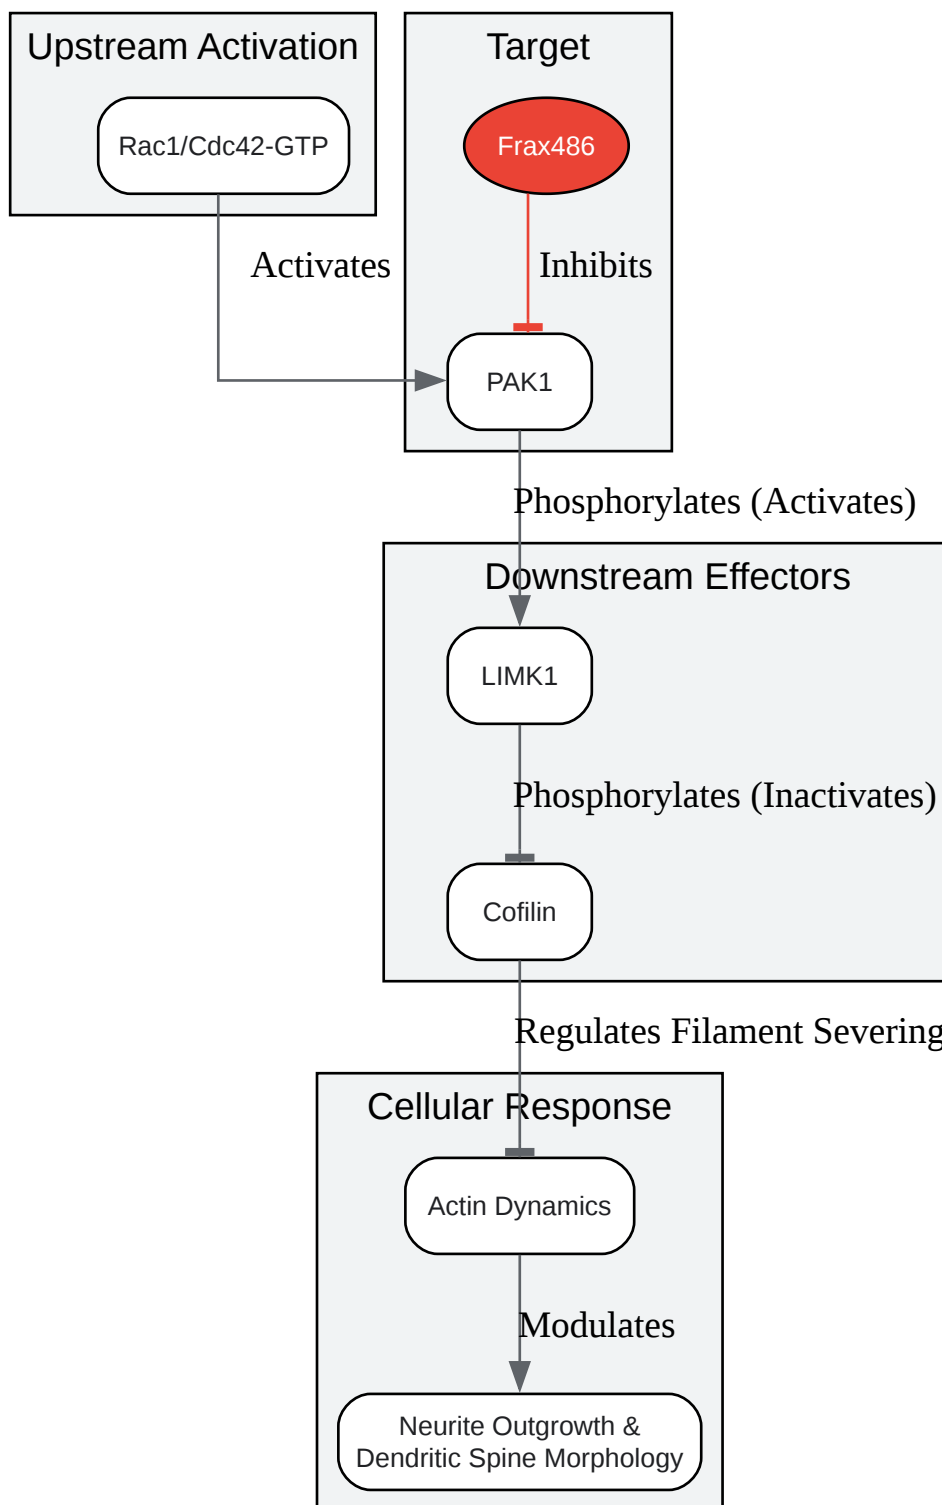 Upstream Activation
Target
Rac1/Cdc42-GTP
Frax486
Activates
Inhibits
PAK1
Phosphorylates (Activates)
Downstream Effectors
LIMK1
Phosphorylates (Inactivates)
Cofilin
Regulates Filament Severing
Cellular Response
Actin Dynamics
Modulates
Neurite Outgrowth &
Dendritic Spine Morphology